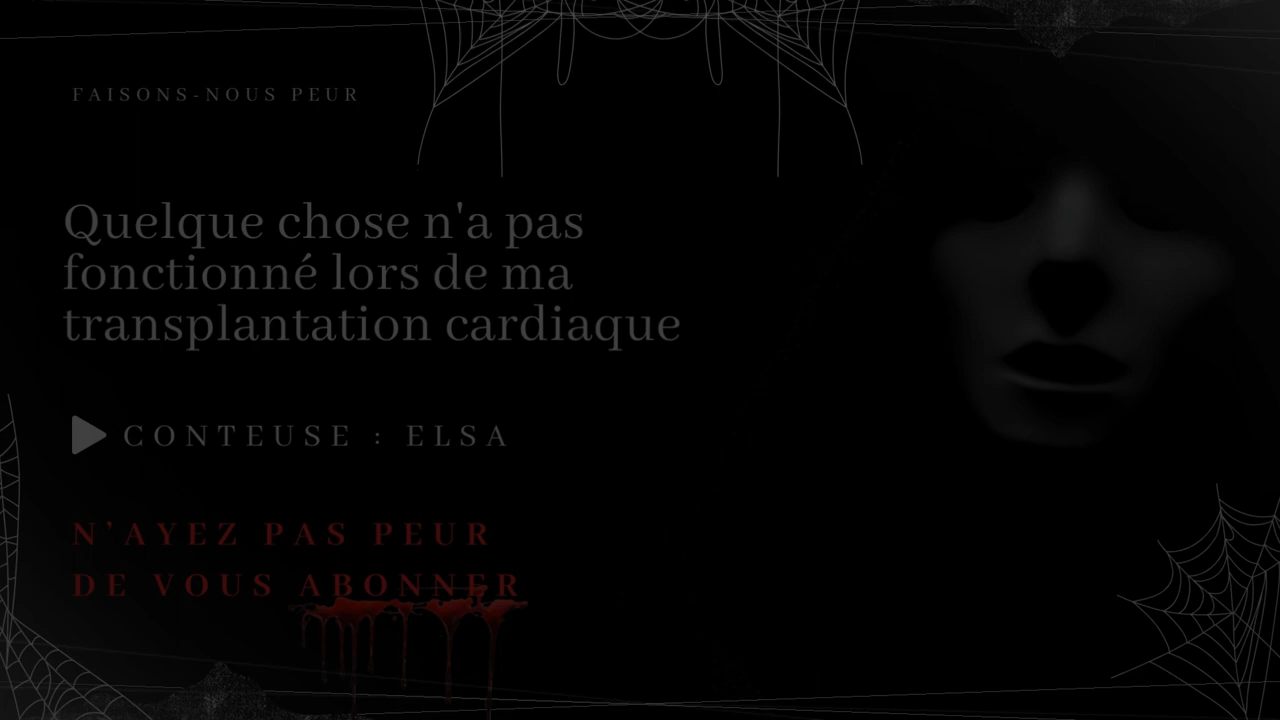 FAISONS-NOUS PEUR
Quelque chose n'a pas
fonctionné lors de ma
transplantation cardiaque
CONTEUSE : ELSA
N'AYEZ PAS PEUR
DE VOUS ABONNER